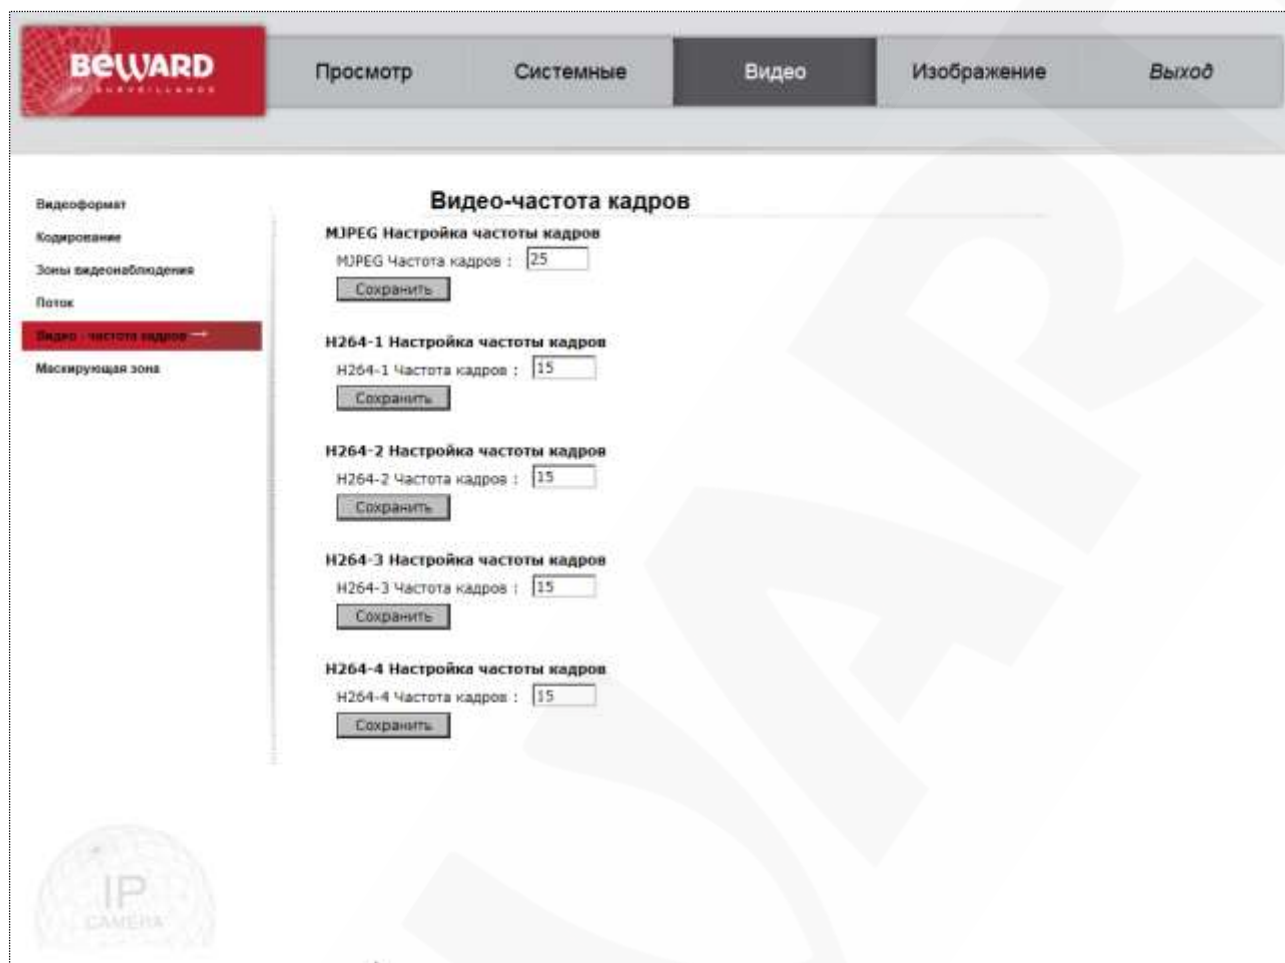 BEWARD
IP SURVEILLANCE
Просмотр
Системные
Видео
Изображение
Выход
Видеоформат
Кодирование
Зоны видеонаблюдения
Поток
Видео - частота кадров →
Маскирующая зона
Видео-частота кадров
MJPEG Настройка частоты кадров
MJPEG Частота кадров : 25
Сохранить
H264-1 Настройка частоты кадров
H264-1 Частота кадров : 15
Сохранить
H264-2 Настройка частоты кадров
H264-2 Частота кадров : 15
Сохранить
H264-3 Настройка частоты кадров
H264-3 Частота кадров : 15
Сохранить
H264-4 Настройка частоты кадров
H264-4 Частота кадров : 15
Сохранить
IP
CAMERA